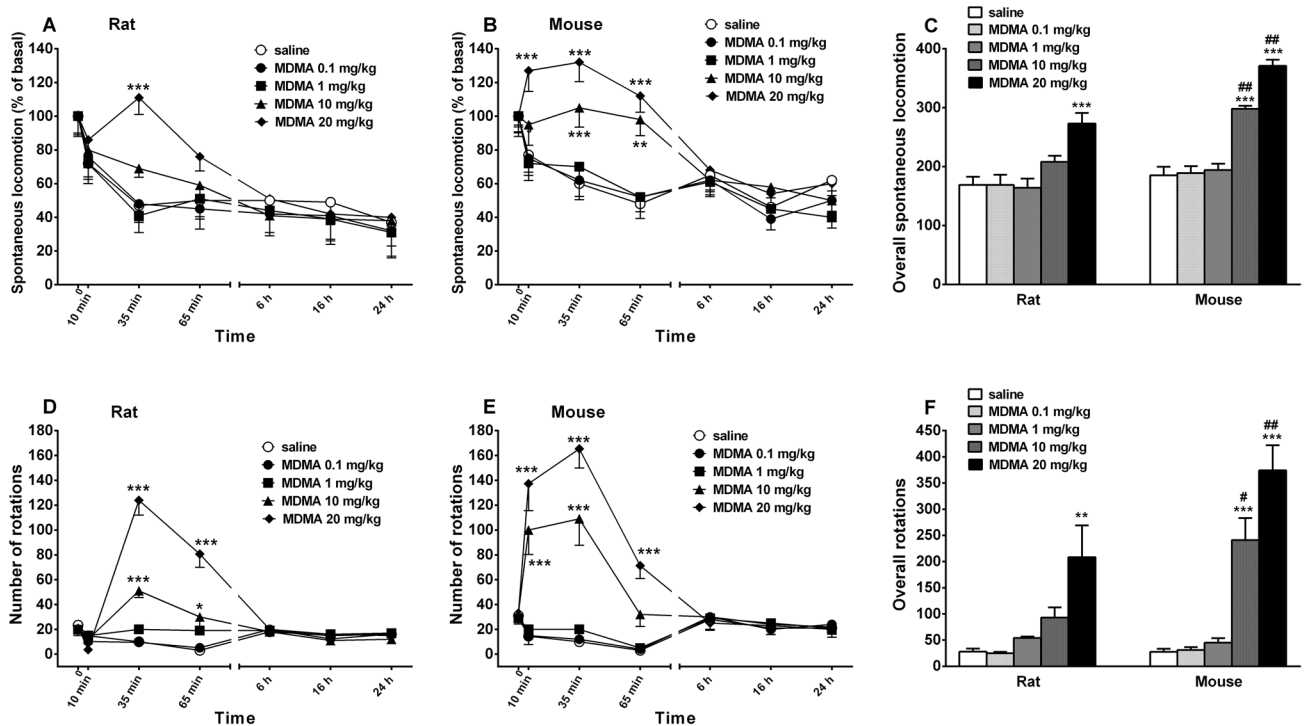 A
Rat
saline
MDMA 0.1 mg/kg
MDMA 1 mg/kg
MDMA 10 mg/kg
MDMA 20 mg/kg
Spontaneous locomotion (% of basal)
140
120
100
80
60
40
20
0
***
0
10 min
35 min
65 min
6 h
16 h
24 h
Time
B
Mouse
saline
MDMA 0.1 mg/kg
MDMA 1 mg/kg
MDMA 10 mg/kg
MDMA 20 mg/kg
Spontaneous locomotion (% of basal)
140
120
100
80
60
40
20
0
***
***
***
***
**
0
10 min
35 min
65 min
6 h
16 h
24 h
Time
C
saline
MDMA 0.1 mg/kg
MDMA 1 mg/kg
MDMA 10 mg/kg
MDMA 20 mg/kg
Overall spontaneous locomotion
400
300
200
100
0
***
##
***
##
***
Rat
Mouse
D
Rat
saline
MDMA 0.1 mg/kg
MDMA 1 mg/kg
MDMA 10 mg/kg
MDMA 20 mg/kg
Number of rotations
180
160
140
120
100
80
60
40
20
0
***
***
***
*
0
10 min
35 min
65 min
6 h
16 h
24 h
Time
E
Mouse
saline
MDMA 0.1 mg/kg
MDMA 1 mg/kg
MDMA 10 mg/kg
MDMA 20 mg/kg
Number of rotations
180
160
140
120
100
80
60
40
20
0
***
***
***
***
***
0
10 min
35 min
65 min
6 h
16 h
24 h
Time
F
saline
MDMA 0.1 mg/kg
MDMA 1 mg/kg
MDMA 10 mg/kg
MDMA 20 mg/kg
Overall rotations
450
400
350
300
250
200
150
100
50
0
**
#
***
##
***
Rat
Mouse